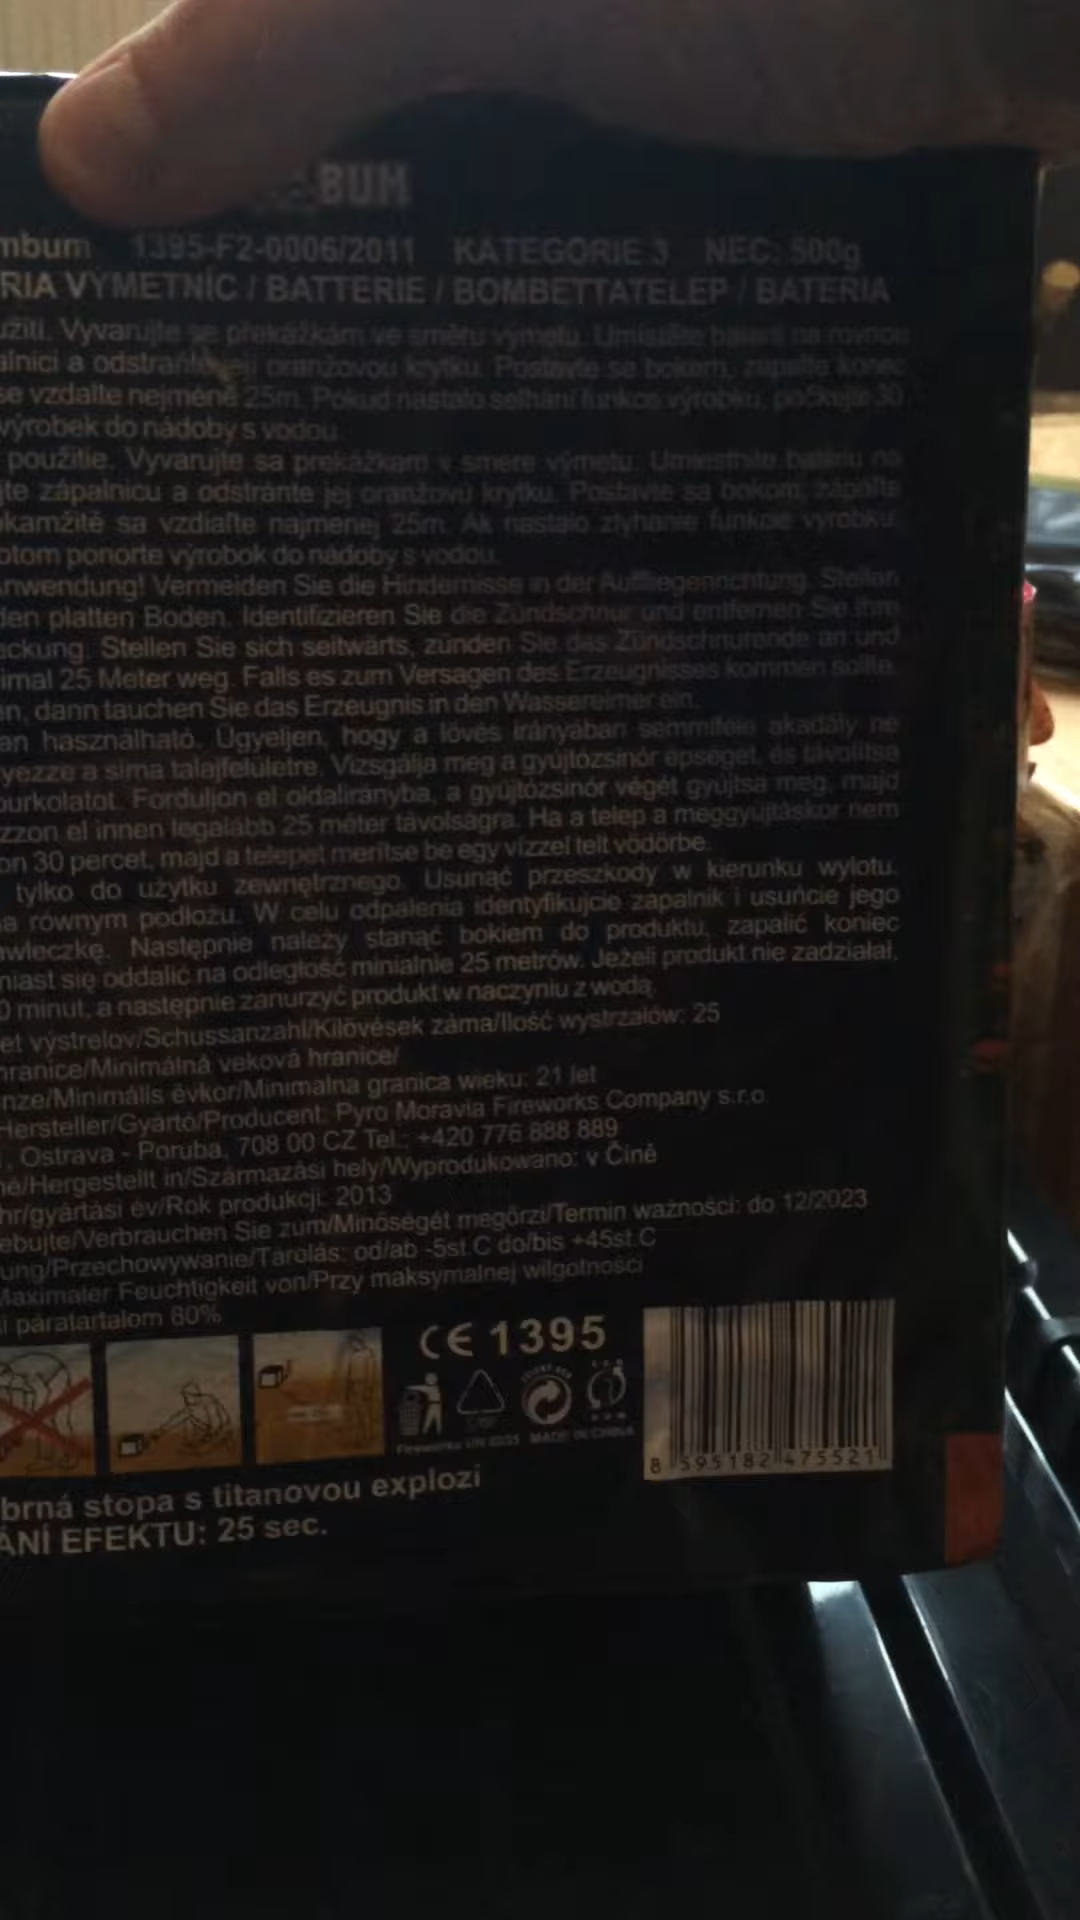 BUM
mbum 1395-F2-0006/2011 KATEGORIE 3 NEC: 500g
RIA VÝMETNÍC / BATTERIE / BOMBETTATELEP / BATERIA
užití. Vyvarujte se překážkám ve směru výmetu. Umístěte baterii na rovnou
alnici a odstraňte její oranžovou krytku. Postavte se bokem, zapalte konec
se vzdalte nejméně 25m. Pokud nastalo selhání funkce výrobku, počkejte 30
výrobek do nádoby s vodou.
použitie. Vyvarujte sa prekážkam v smere výmetu. Umiestnite batériu na
jte zápalnicu a odstránte jej oranžovú krytku. Postavte sa bokom, zápalte
okamžitě sa vzdiaľte najmenej 25m. Ak nastalo zlyhanie funkcie výrobku,
otom ponorte výrobok do nádoby s vodou.
nwendung! Vermeiden Sie die Hindernisse in der Auffliegenrichtung. Stellen
den platten Boden. Identifizieren Sie die Zündschnur und entfernen Sie ihre
ackung. Stellen Sie sich seitwärts, zünden Sie das Zündschnurende an und
imal 25 Meter weg. Falls es zum Versagen des Erzeugnisses kommen sollte,
en, dann tauchen Sie das Erzeugnis in den Wassereimer ein.
an használható. Ügyeljen, hogy a lövés irányában semmiféle akadály ne
yezze a sima talajfelületre. Vizsgálja meg a gyújtózsinór épségét, és távolítsa
burkolatot. Forduljon el oldalirányba, a gyújtózsinór végét gyújtsa meg, majd
zzon el innen legalább 25 méter távolságra. Ha a telep a meggyújtáskor nem
on 30 percet, majd a telepet merítse be egy vízzel telt vödörbe.
tylko do użytku zewnętrznego. Usunąć przeszkody w kierunku wylotu.
na równym podłożu. W celu odpalenia identyfikujcie zapalnik i usuńcie jego
awleczkę. Następnie należy stanąć bokiem do produktu, zapalić koniec
miast się oddalić na odległość minialnie 25 metrów. Jeżeli produkt nie zadziałał,
0 minut, a następnie zanurzyć produkt w naczyniu z wodą.
et výstrelov/Schussanzahl/Kilövések záma/Ilość wystrzałów: 25
hranice/Minimálná veková hranice/
nze/Minimális évkor/Minimalna granica wieku: 21 let
Hersteller/Gyártó/Producent: Pyro Moravia Fireworks Company s.r.o.
, Ostrava - Poruba, 708 00 CZ Tel.: +420 776 888 889
né/Hergestellt in/Származási hely/Wyprodukowano: v Číně
hr/gyártási év/Rok produkcji: 2013
ebujte/Verbrauchen Sie zum/Minőségét megőrzi/Termin ważności: do 12/2023
ung/Przechowywanie/Tárolás: od/ab -5st.C do/bis +45st.C
Maximaler Feuchtigkeit von/Przy maksymalnej wilgotności
i páratartalom 80%
CE 1395
Fireworks UN 0335 MADE IN CHINA
8 595182 475521
brná stopa s titanovou explozí
ÁNÍ EFEKTU: 25 sec.